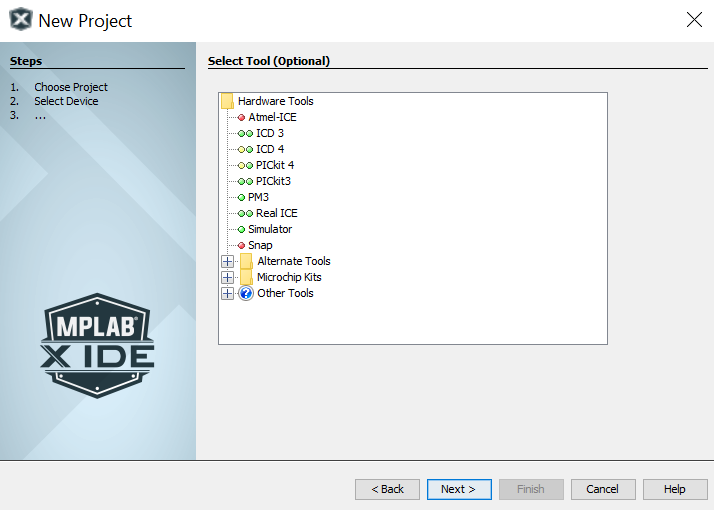 New Project
Steps
1. Choose Project
2. Select Device
3. ...
MPLAB®
X IDE
Select Tool (Optional)
Hardware Tools
Atmel-ICE
ICD 3
ICD 4
PICkit 4
PICkit3
PM3
Real ICE
Simulator
Snap
Alternate Tools
Microchip Kits
Other Tools
< Back Next > Finish Cancel Help